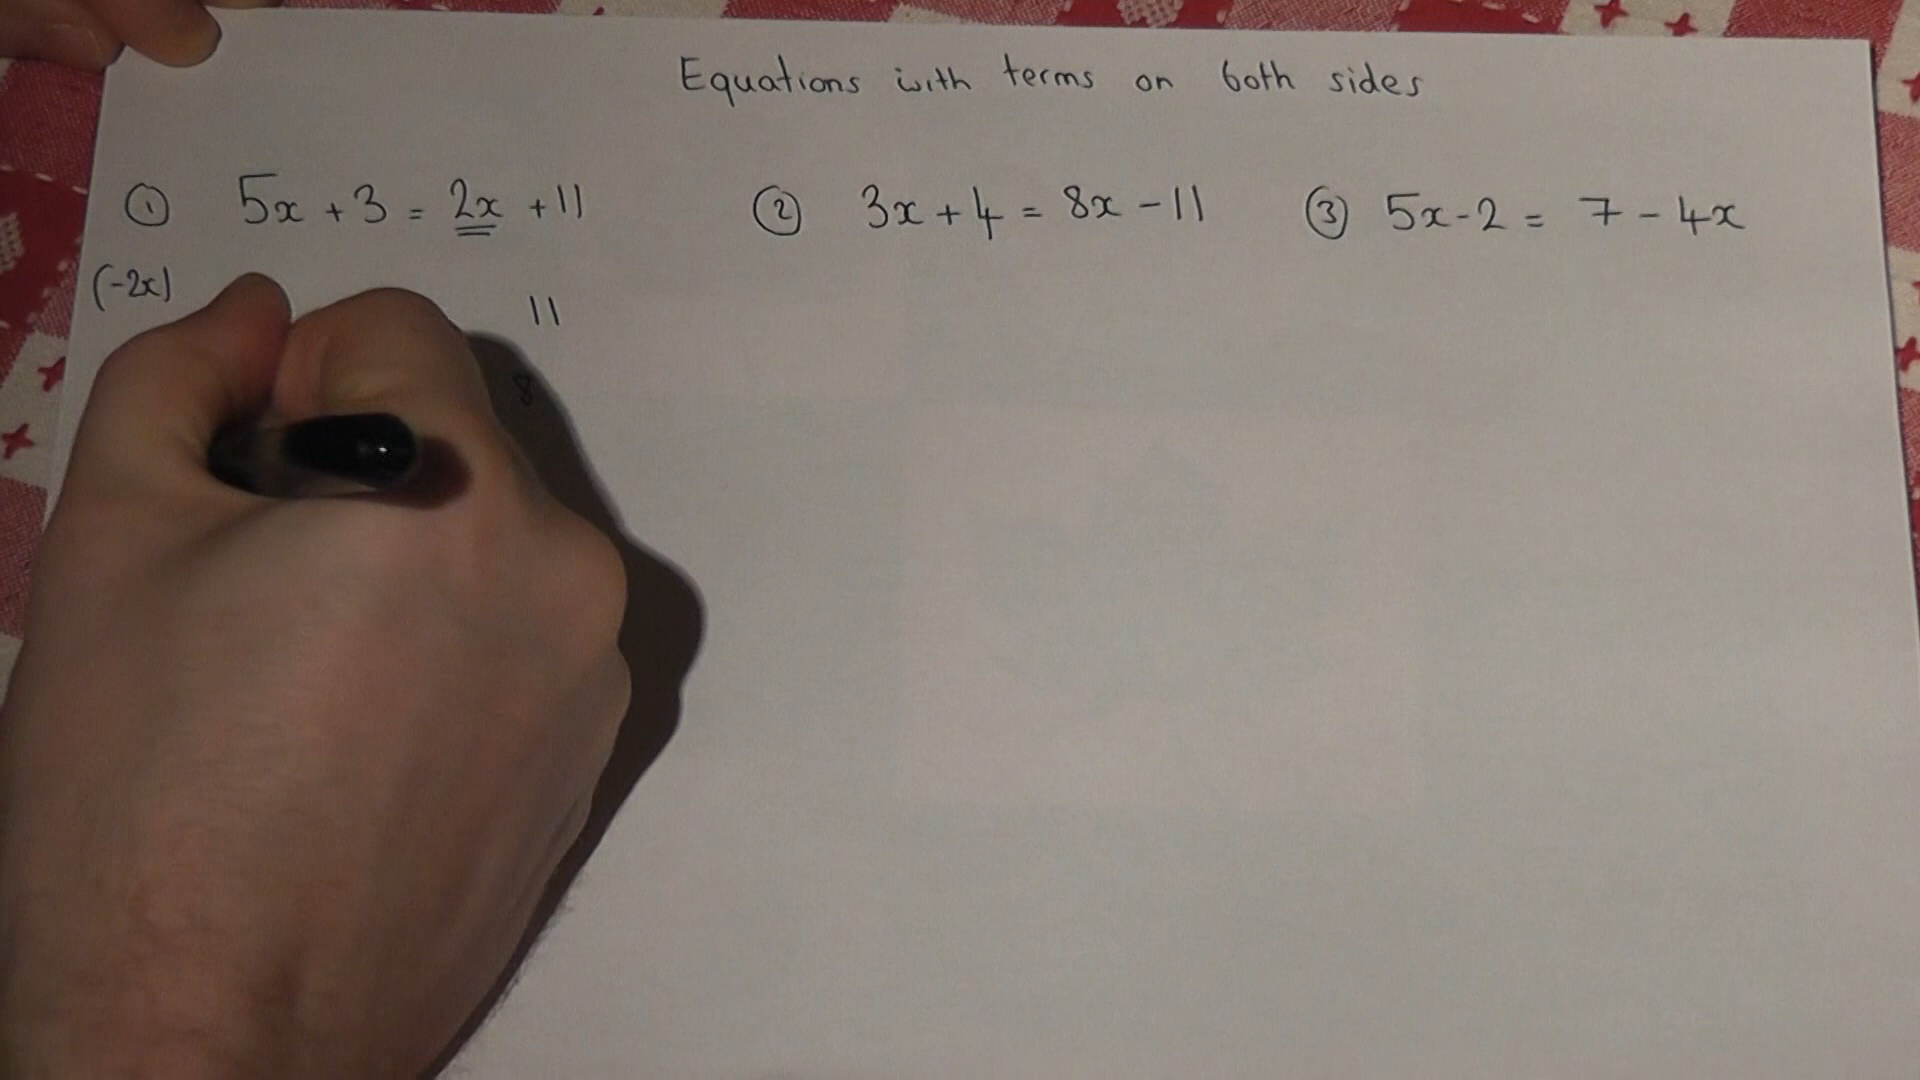 Equations with terms on both sides
① 5x + 3 = 2x + 11
② 3x + 4 = 8x - 11
③ 5x - 2 = 7 - 4x
(-2x)
11
8